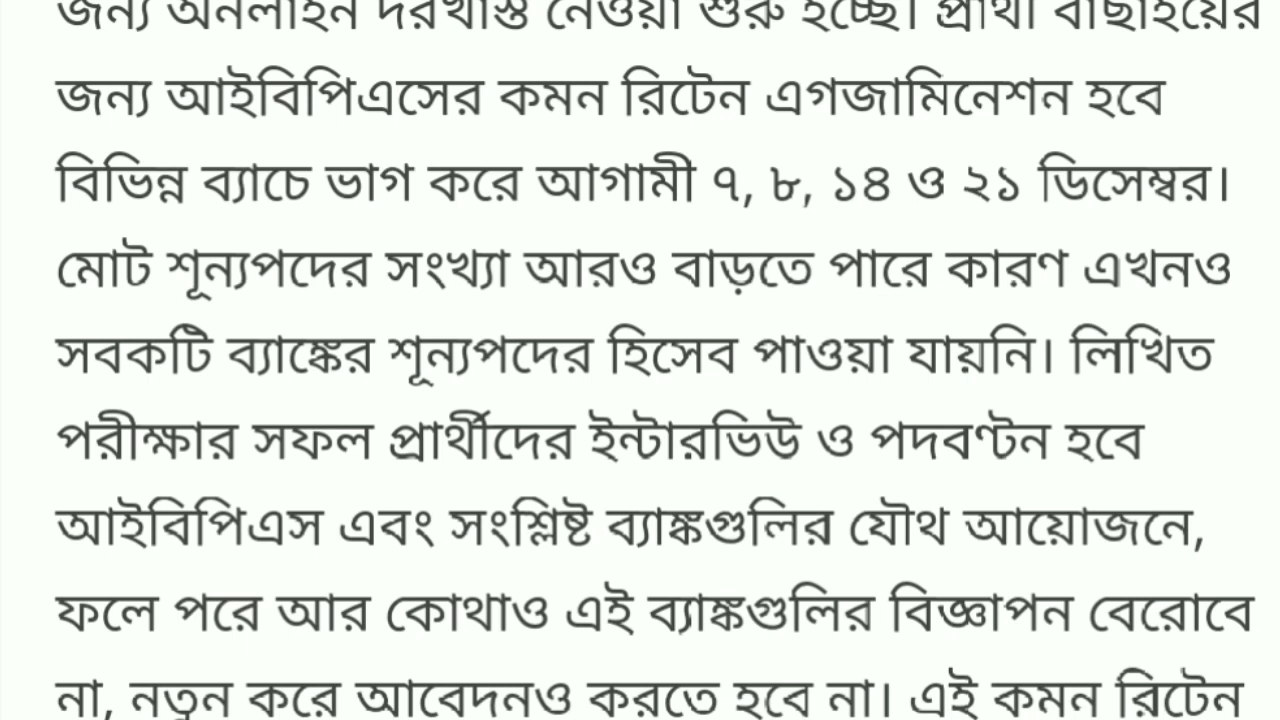 জন্য অনলাইন দরখাস্ত নেওয়া শুরু হচ্ছে। প্রার্থী বাছাইয়ের
জন্য আইবিপিএসের কমন রিটেন এগজামিনেশন হবে
বিভিন্ন ব্যাচে ভাগ করে আগামী ৭, ৮, ১৪ ও ২১ ডিসেম্বর।
মোট শূন্যপদের সংখ্যা আরও বাড়তে পারে কারণ এখনও
সবকটি ব্যাঙ্কের শূন্যপদের হিসেব পাওয়া যায়নি। লিখিত
পরীক্ষার সফল প্রার্থীদের ইন্টারভিউ ও পদবণ্টন হবে
আইবিপিএস এবং সংশ্লিষ্ট ব্যাঙ্কগুলির যৌথ আয়োজনে,
ফলে পরে আর কোথাও এই ব্যাঙ্কগুলির বিজ্ঞাপন বেরোবে
না, নতুন করে আবেদনও করতে হবে না। এই কমন রিটেন